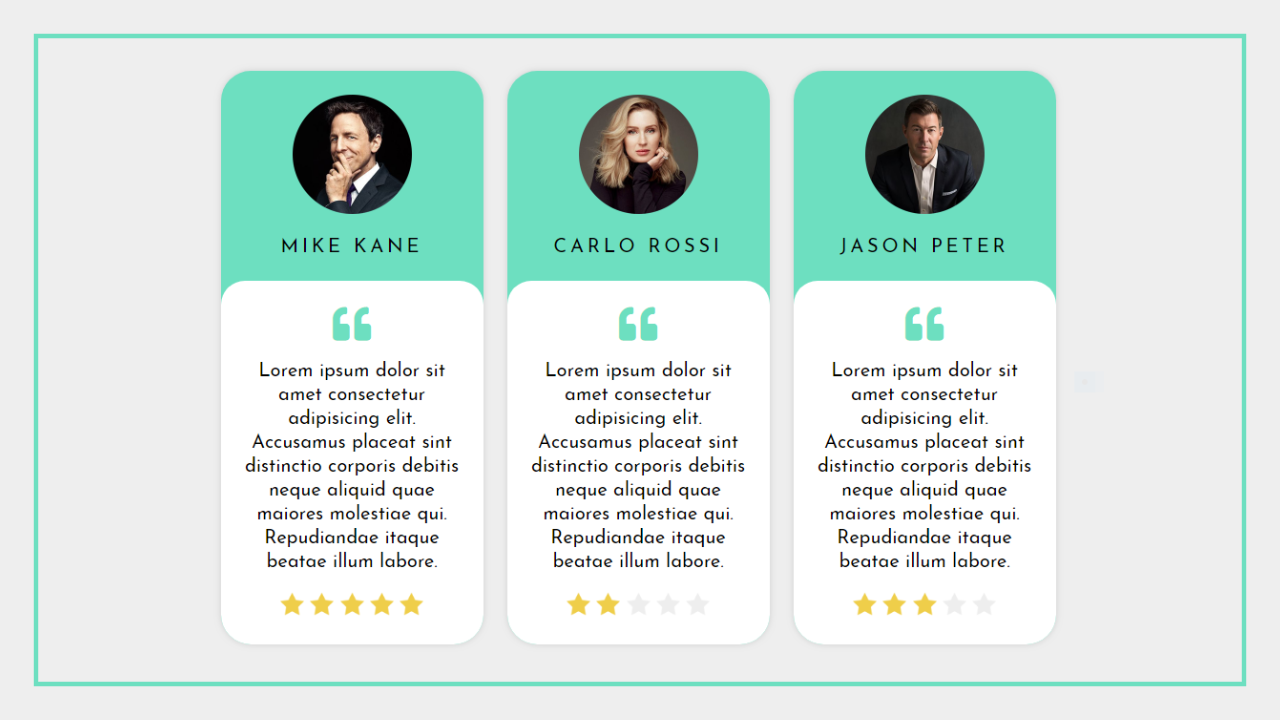 MIKE KANE
Lorem ipsum dolor sit
amet consectetur
adipisicing elit.
Accusamus placeat sint
distinctio corporis debitis
neque aliquid quae
maiores molestiae qui.
Repudiandae itaque
beatae illum labore.
CARLO ROSSI
Lorem ipsum dolor sit
amet consectetur
adipisicing elit.
Accusamus placeat sint
distinctio corporis debitis
neque aliquid quae
maiores molestiae qui.
Repudiandae itaque
beatae illum labore.
JASON PETER
Lorem ipsum dolor sit
amet consectetur
adipisicing elit.
Accusamus placeat sint
distinctio corporis debitis
neque aliquid quae
maiores molestiae qui.
Repudiandae itaque
beatae illum labore.